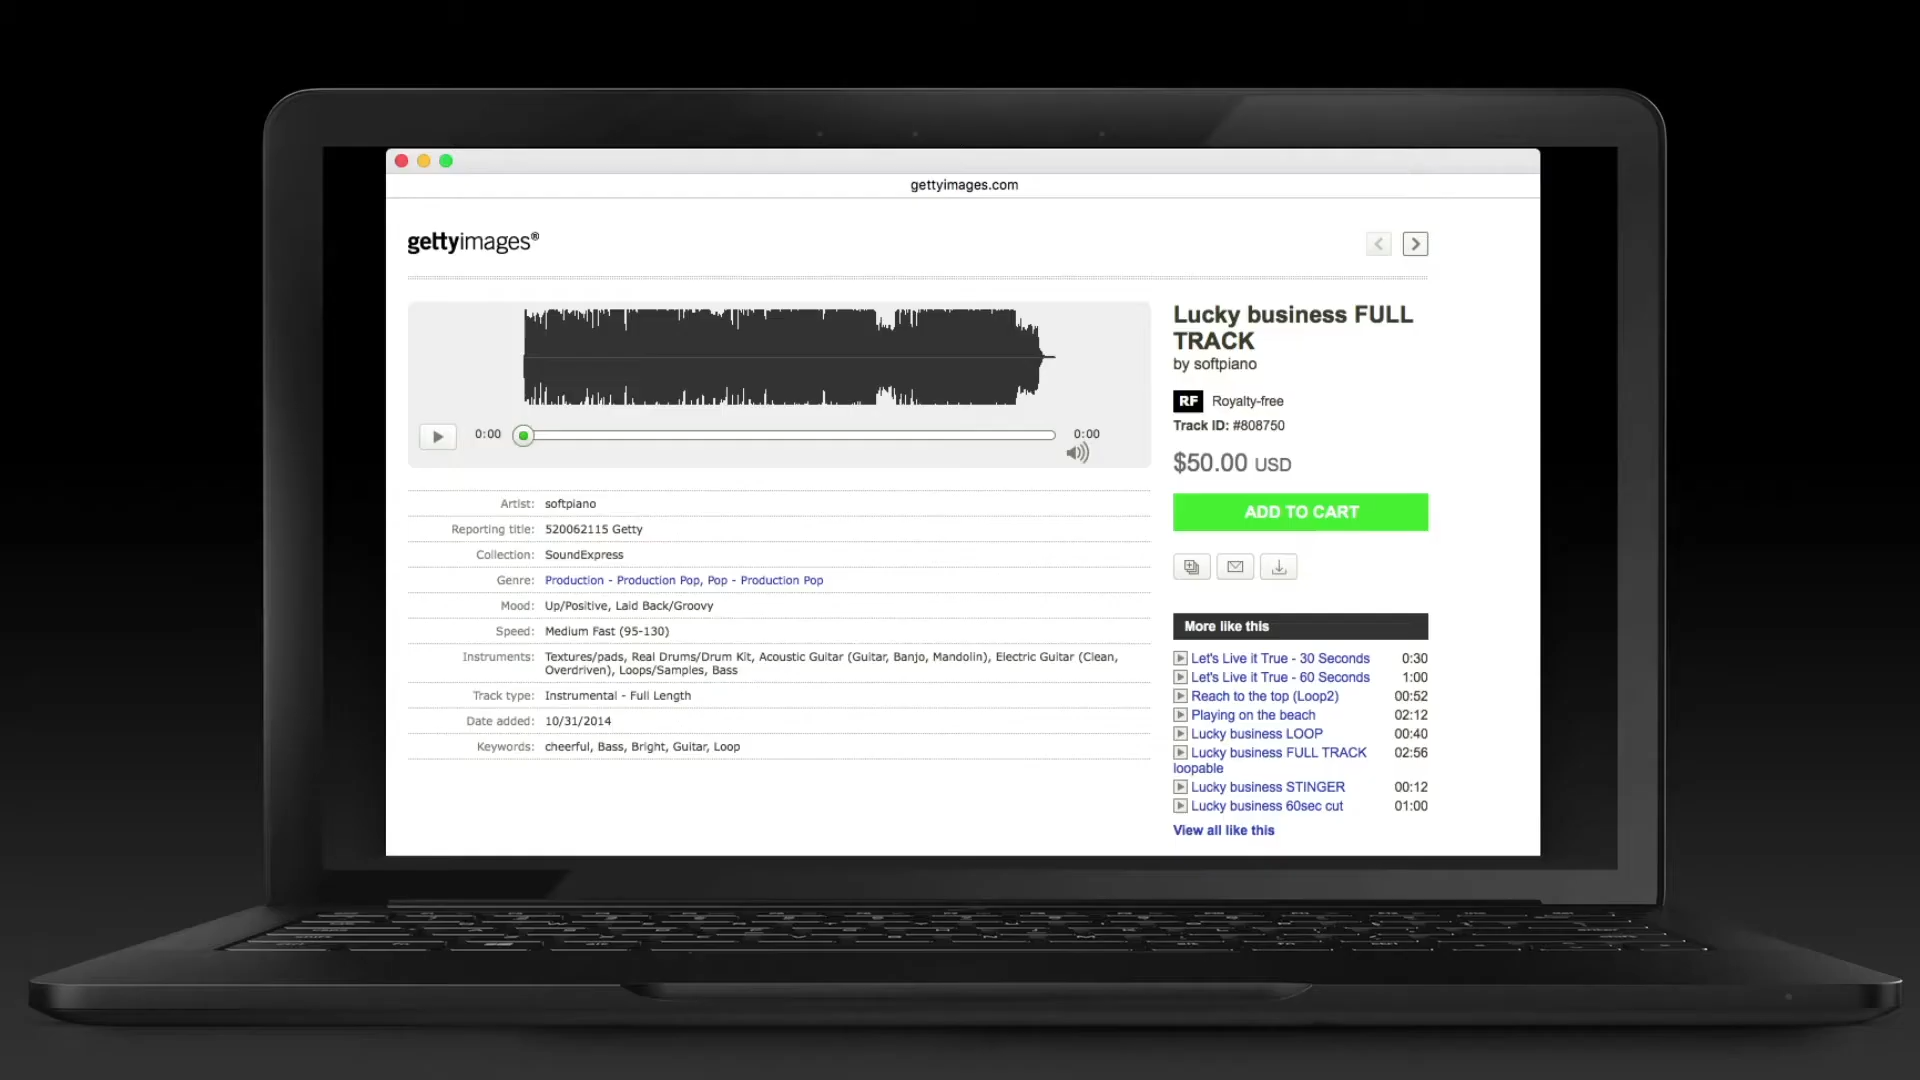 gettyimages.com
gettyimages®
Lucky business FULL
TRACK
by softpiano
RF Royalty-free
Track ID: #808750
$50.00 USD
ADD TO CART
0:00
0:00
Artist: softpiano
Reporting title: 520062115 Getty
Collection: SoundExpress
Genre: Production - Production Pop, Pop - Production Pop
Mood: Up/Positive, Laid Back/Groovy
Speed: Medium Fast (95-130)
Instruments: Textures/pads, Real Drums/Drum Kit, Acoustic Guitar (Guitar, Banjo, Mandolin), Electric Guitar (Clean,
Overdriven), Loops/Samples, Bass
Track type: Instrumental - Full Length
Date added: 10/31/2014
Keywords: cheerful, Bass, Bright, Guitar, Loop
More like this
Let's Live it True - 30 Seconds 0:30
Let's Live it True - 60 Seconds 1:00
Reach to the top (Loop2) 00:52
Playing on the beach 02:12
Lucky business LOOP 00:40
Lucky business FULL TRACK 02:56
loopable
Lucky business STINGER 00:12
Lucky business 60sec cut 01:00
View all like this